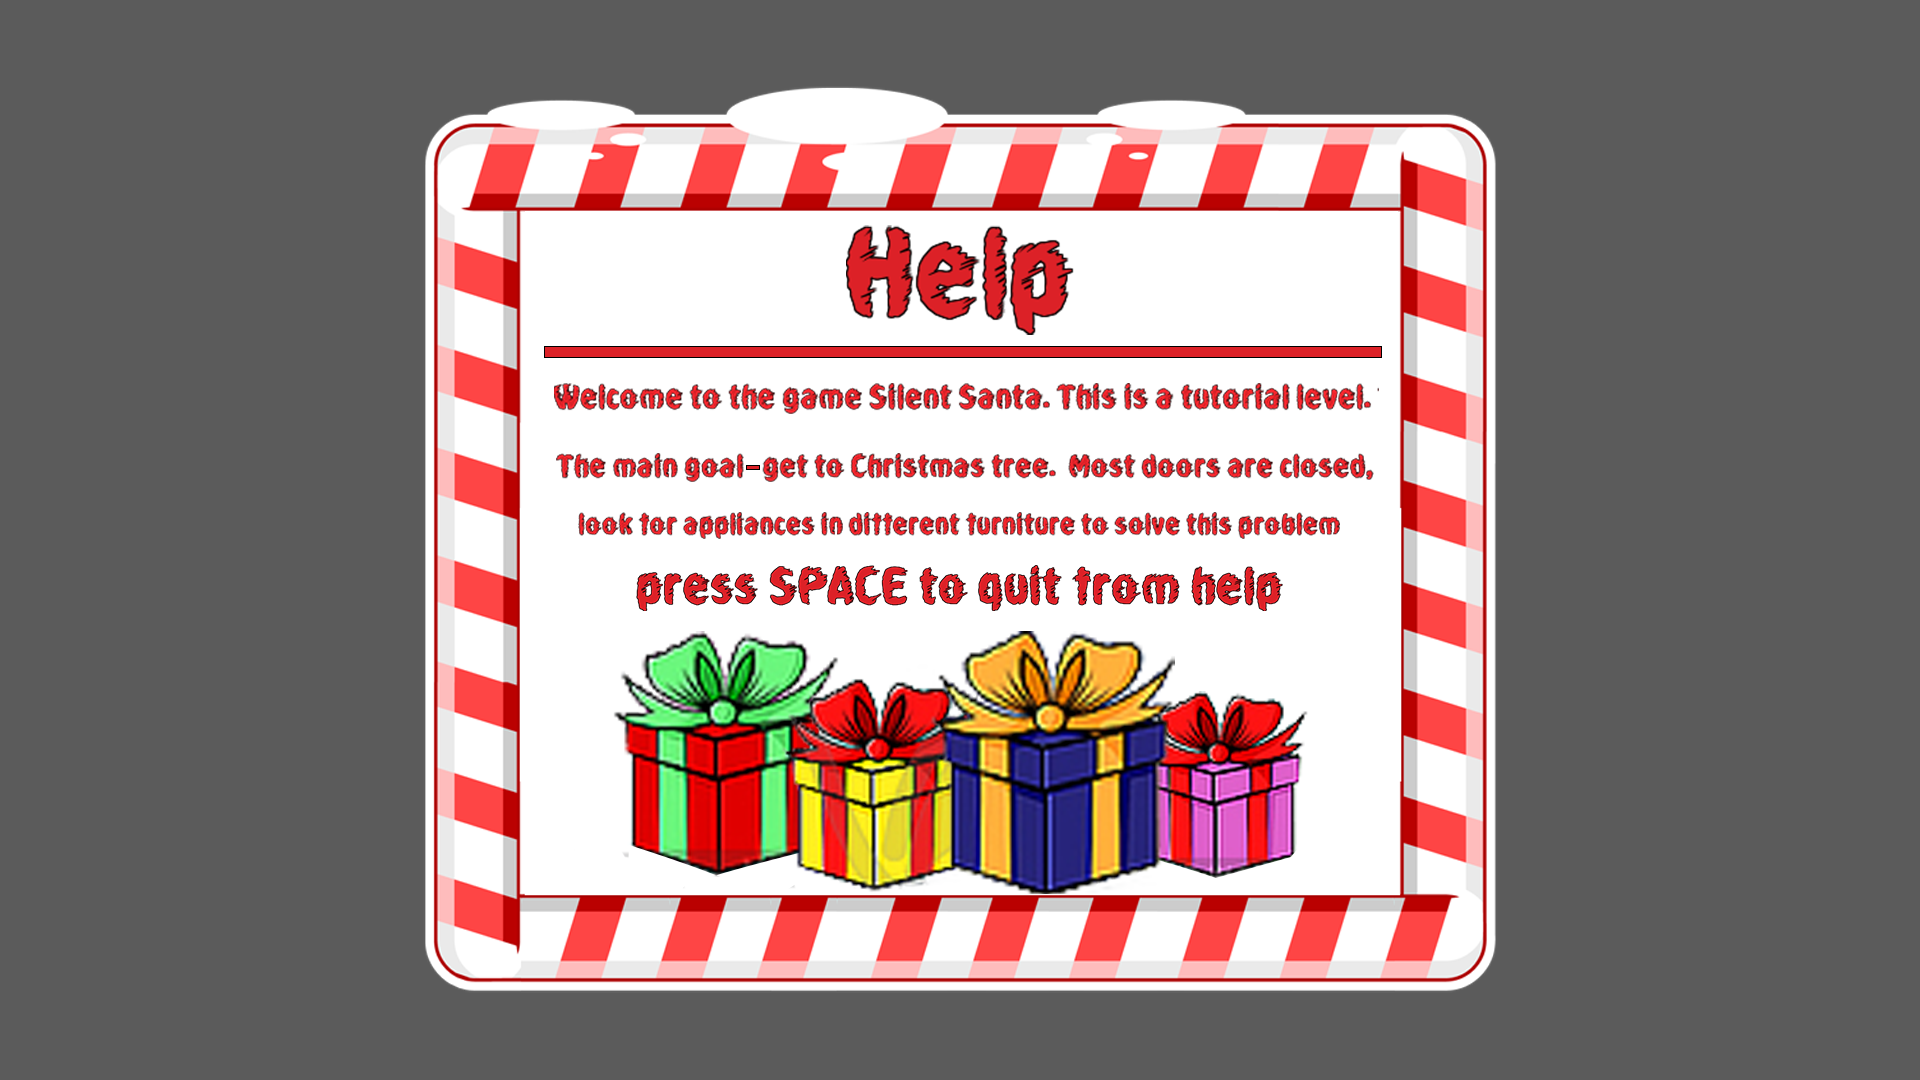 Help
Welcome to the game Silent Santa. This is a tutorial level.
The main goal-get to Christmas tree. Most doors are closed,
look for appliances in different furniture to solve this problem
press SPACE to quit from help